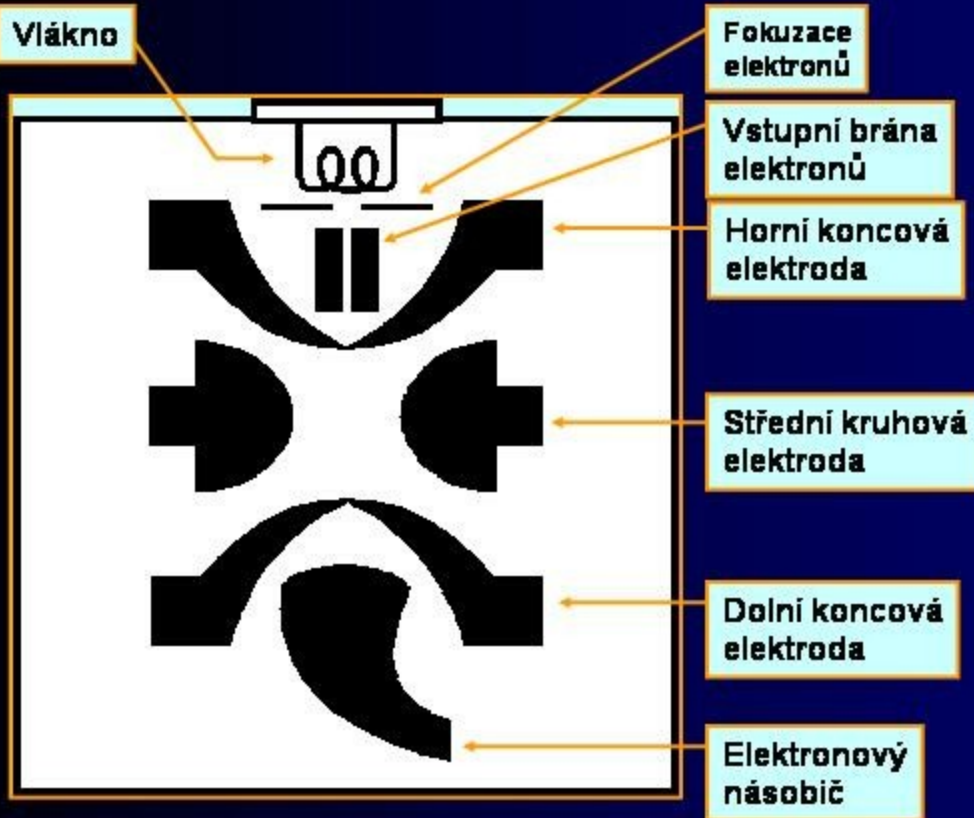 Vlákno
Fokuzace
elektronů
Vstupní brána
elektronů
Horní koncová
elektroda
Střední kruhová
elektroda
Dolní koncová
elektroda
Elektronový
násobič